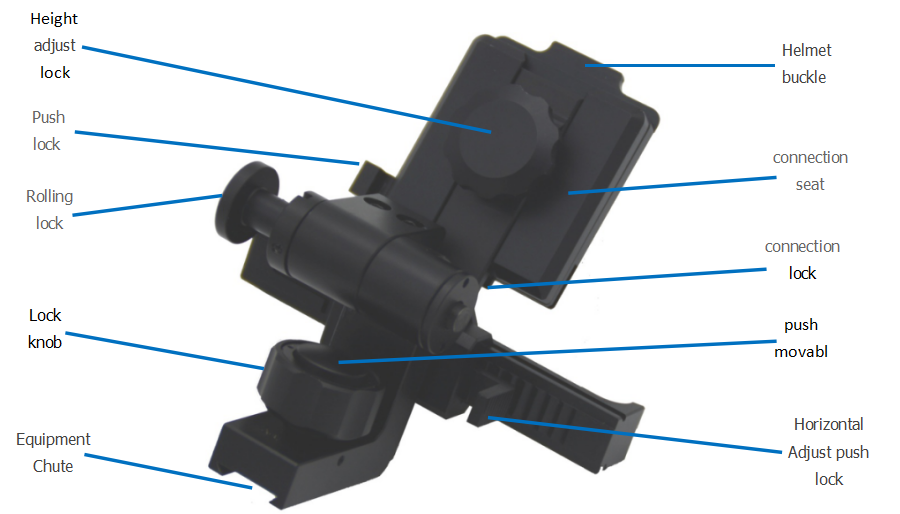 Height
adjust
lock
Push
lock
Rolling
lock
Lock
knob
Equipment
Chute
Helmet
buckle
connection
seat
connection
lock
push
movabl
Horizontal
Adjust push
lock